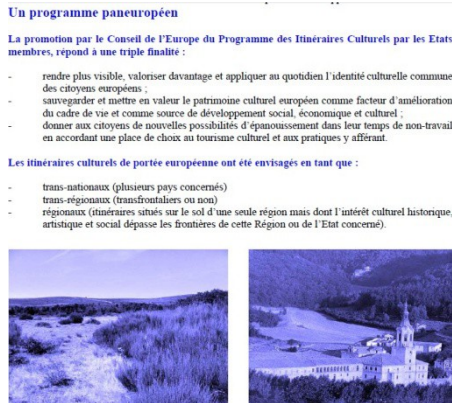 Un programme paneuropéen
La promotion par le Conseil de l'Europe du Programme des Itinéraires Culturels par les Etats
membres, répond à une triple finalité :
- rendre plus visible, valoriser davantage et appliquer au quotidien l'identité culturelle commune
des citoyens européens ;
- sauvegarder et mettre en valeur le patrimoine culturel européen comme facteur d'amélioration
du cadre de vie et comme source de développement social, économique et culturel ;
- donner aux citoyens de nouvelles possibilités d'épanouissement dans leur temps de non-travail
en accordant une place de choix au tourisme culturel et aux pratiques y afférant.
Les itinéraires culturels de portée européenne ont été envisagés en tant que :
- trans-nationaux (plusieurs pays concernés)
- trans-régionaux (transfrontaliers ou non)
- régionaux (itinéraires situés sur le sol d'une seule région mais dont l'intérêt culturel historique,
artistique et social dépasse les frontières de cette Région ou de l'Etat concerné).